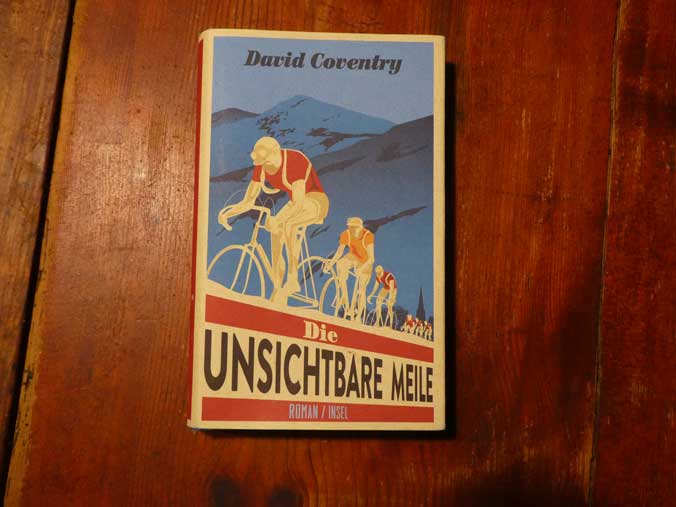 David Coventry
Die
UNSICHTBARE MEILE
ROMAN / INSEL